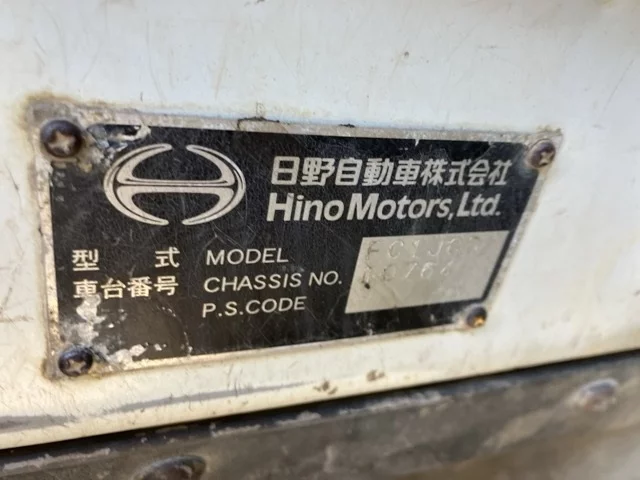 日野自動車株式会社
Hino Motors, Ltd.
型 式 MODEL
車台番号 CHASSIS NO.
P.S.CODE